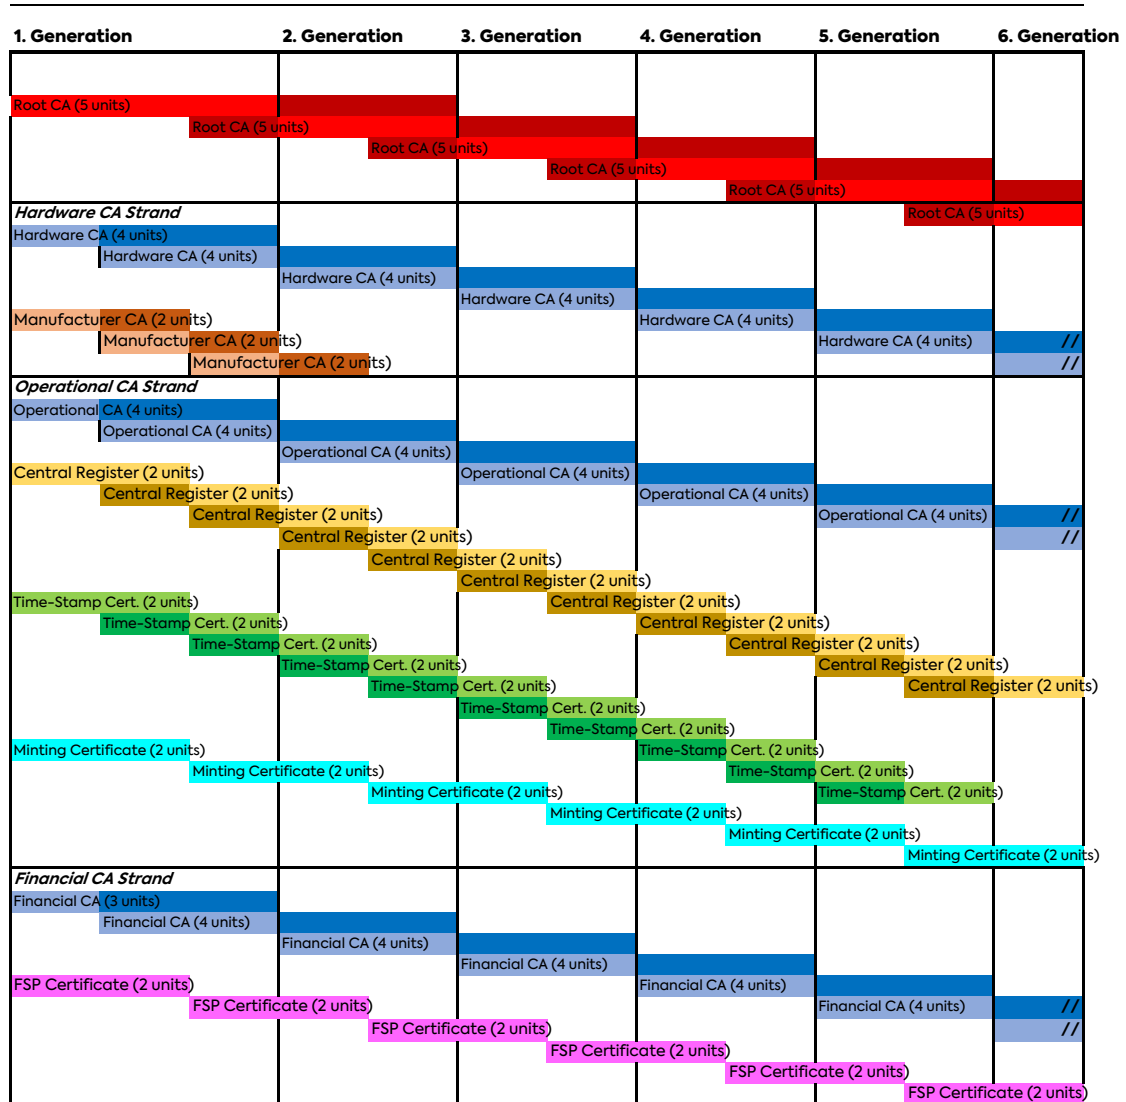 1. Generation 2. Generation 3. Generation 4. Generation 5. Generation 6. Generation
Root CA (5 units)
Root CA (5 units)
Root CA (5 units)
Root CA (5 units)
Root CA (5 units)
Hardware CA Strand
Root CA (5 units)
Hardware CA (4 units)
Hardware CA (4 units)
Hardware CA (4 units)
Hardware CA (4 units)
Manufacturer CA (2 units)
Hardware CA (4 units)
Manufacturer CA (2 units)
Hardware CA (4 units) //
Manufacturer CA (2 units)
//
Operational CA Strand
Operational CA (4 units)
Operational CA (4 units)
Operational CA (4 units)
Central Register (2 units)
Operational CA (4 units)
Central Register (2 units)
Operational CA (4 units)
Central Register (2 units)
Operational CA (4 units) //
Central Register (2 units)
//
Central Register (2 units)
Central Register (2 units)
Time-Stamp Cert. (2 units)
Central Register (2 units)
Time-Stamp Cert. (2 units)
Central Register (2 units)
Time-Stamp Cert. (2 units)
Central Register (2 units)
Time-Stamp Cert. (2 units)
Central Register (2 units)
Time-Stamp Cert. (2 units)
Central Register (2 units)
Time-Stamp Cert. (2 units)
Time-Stamp Cert. (2 units)
Minting Certificate (2 units)
Time-Stamp Cert. (2 units)
Minting Certificate (2 units)
Time-Stamp Cert. (2 units)
Minting Certificate (2 units)
Time-Stamp Cert. (2 units)
Minting Certificate (2 units)
Minting Certificate (2 units)
Minting Certificate (2 units)
Financial CA Strand
Financial CA (3 units)
Financial CA (4 units)
Financial CA (4 units)
Financial CA (4 units)
FSP Certificate (2 units)
Financial CA (4 units)
FSP Certificate (2 units)
Financial CA (4 units) //
FSP Certificate (2 units)
//
FSP Certificate (2 units)
FSP Certificate (2 units)
FSP Certificate (2 units)